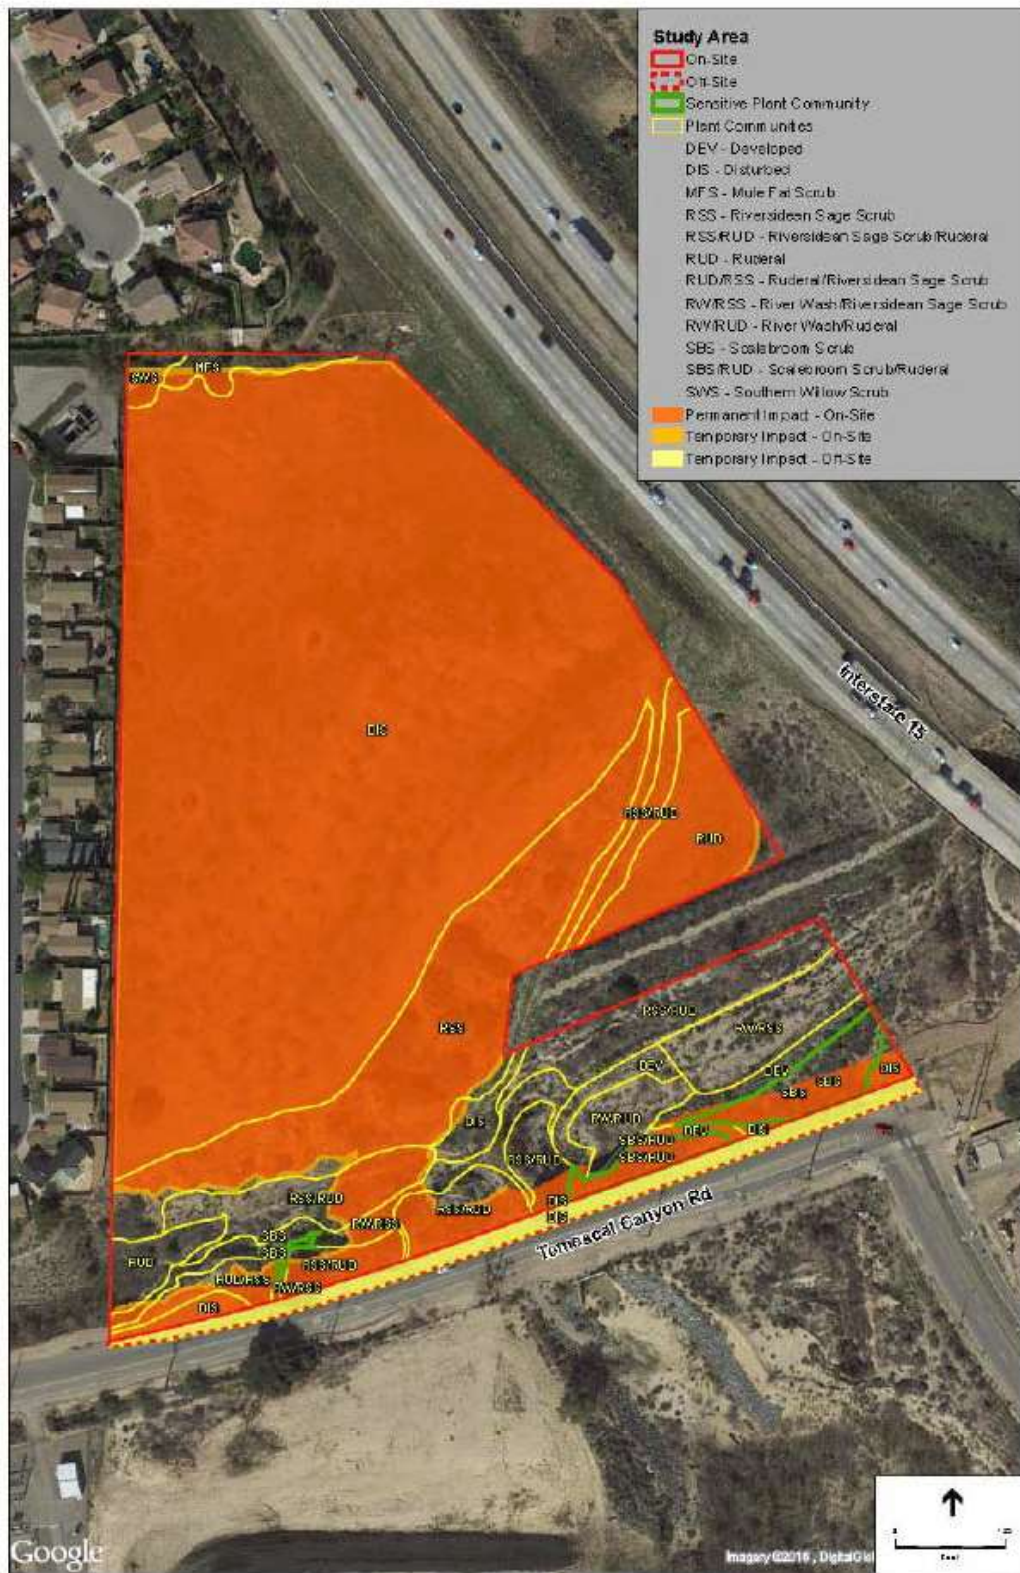 Study Area
On-Site
Off-Site
Sensitive Plant Community
Plant Communities
DEV - Developed
DIS - Disturbed
MFS - Mule Fat Scrub
RSS - Riversidean Sage Scrub
RSS/RUD - Riversidean Sage Scrub/Ruderal
RUD - Ruderal
RUD/RSS - Ruderal/Riversidean Sage Scrub
RW/RSS - River Wash/Riversidean Sage Scrub
RW/RUD - River Wash/Ruderal
SBS - Scalebroom Scrub
SBS/RUD - Scalebroom Scrub/Ruderal
SWS - Southern Willow Scrub
Permanent Impact - On-Site
Temporary Impact - On-Site
Temporary Impact - Off-Site
MFS
SWS
Interstate 15
DIS
RSS/RUD
RUD
RSS/RUD
RSS
RW/RSS
DEV
DEV
DIS
SBS
SBS
DIS
RW/RUD
SBS/RUD
DEV
DIS
RSS/RUD
SBS/RUD
RSS/RUD
RSS/RUD
DIS
DIS
Temescal Canyon Rd
RW/RSS
SBS
SBS
RUD
RSS/RUD
RUD/RSS
RW/RSS
DIS
Google
Imagery ©2016, DigitalGlo
Feet